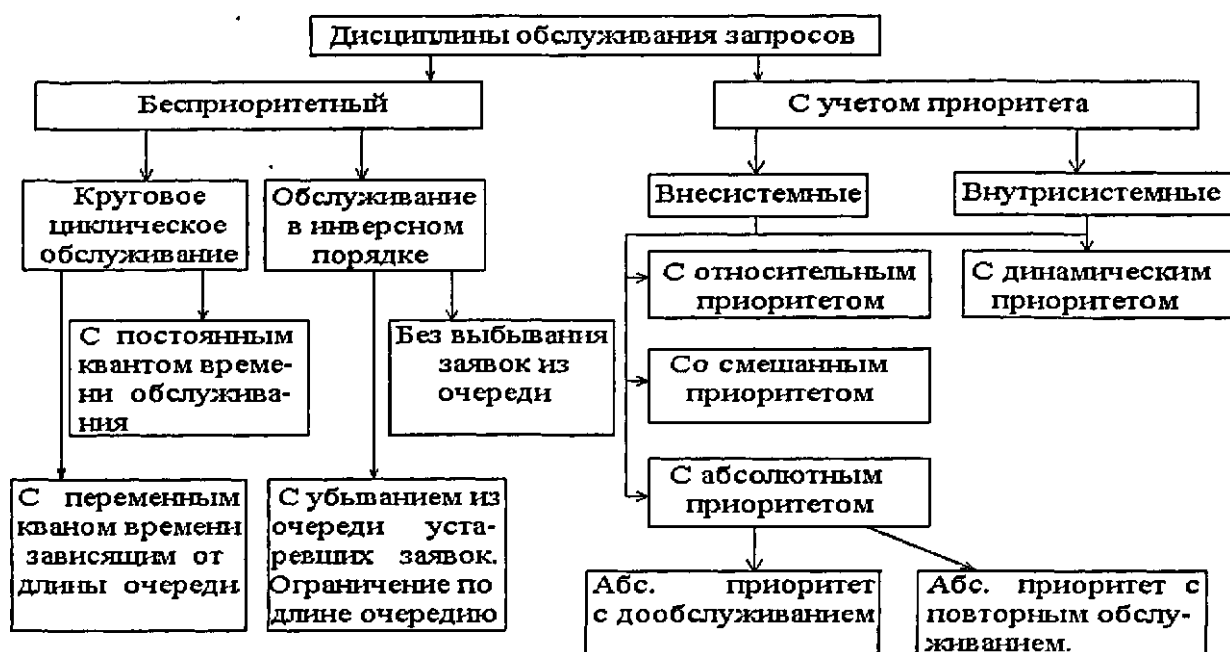 Дисциплины обслуживания запросов
Бесприоритетный
С учетом приоритета
Круговое
циклическое
обслуживание
Обслуживание
в инверсном
порядке
Внесистемные
Внутрисистемные
С относительным
приоритетом
С динамическим
приоритетом
С постоянным
квантом време-
ни обслужива-
ния
Без выбывания
заявок из
очереди
Со смешанным
приоритетом
С абсолютным
приоритетом
С переменным
кваном времени
зависящим от
длины очереди
С убыванием из
очереди уста-
ревших заявок.
Ограничение по
длине очередию
Абс. приоритет
с дообслуживанием
Абс. приоритет с
повторным обслу-
живанием.